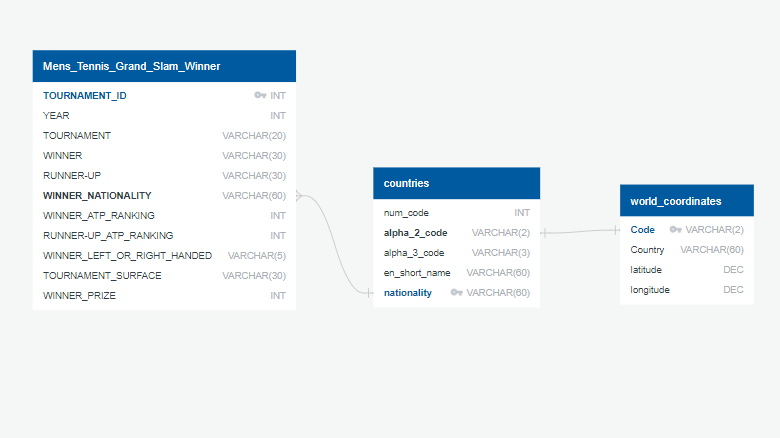 Mens_Tennis_Grand_Slam_Winner
TOURNAMENT_ID INT
YEAR INT
TOURNAMENT VARCHAR(20)
WINNER VARCHAR(30)
RUNNER-UP VARCHAR(30)
WINNER_NATIONALITY VARCHAR(60)
WINNER_ATP_RANKING INT
RUNNER-UP_ATP_RANKING INT
WINNER_LEFT_OR_RIGHT_HANDED VARCHAR(5)
TOURNAMENT_SURFACE VARCHAR(30)
WINNER_PRIZE INT
countries
num_code INT
alpha_2_code VARCHAR(2)
alpha_3_code VARCHAR(3)
en_short_name VARCHAR(60)
nationality VARCHAR(60)
world_coordinates
Code VARCHAR(2)
Country VARCHAR(60)
latitude DEC
longitude DEC